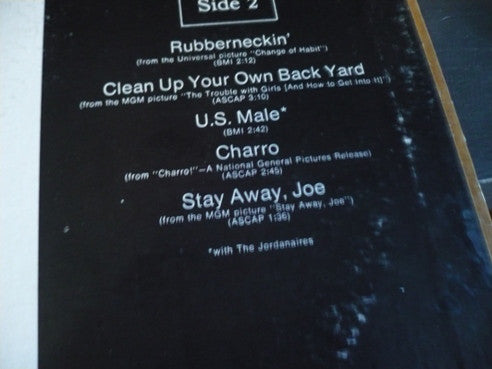 Side 2
Rubberneckin'
(from the Universal picture "Change of Habit")
(BMI 2:12)
Clean Up Your Own Back Yard
(from the MGM picture "The Trouble with Girls [And How to Get Into It]")
(ASCAP 3:10)
U.S. Male*
(BMI 2:42)
Charro
(from "Charro!"—A National General Pictures Release)
(ASCAP 2:45)
Stay Away, Joe
(from the MGM picture "Stay Away, Joe")
(ASCAP 1:36)
*with The Jordanaires